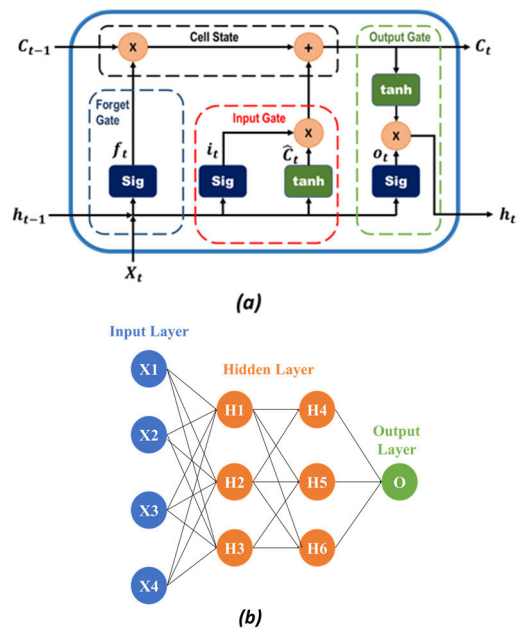 C_{t-1} x Cell State + Output Gate C_t
Forget Gate
tanh
Input Gate
x x
f_t i_t Ĉ_t o_t
Sig Sig tanh Sig
h_{t-1} h_t
X_t
(a)
Input Layer
X1
Hidden Layer
H1 H4
X2
Output Layer
H2 H5 O
X3
H3 H6
X4
(b)